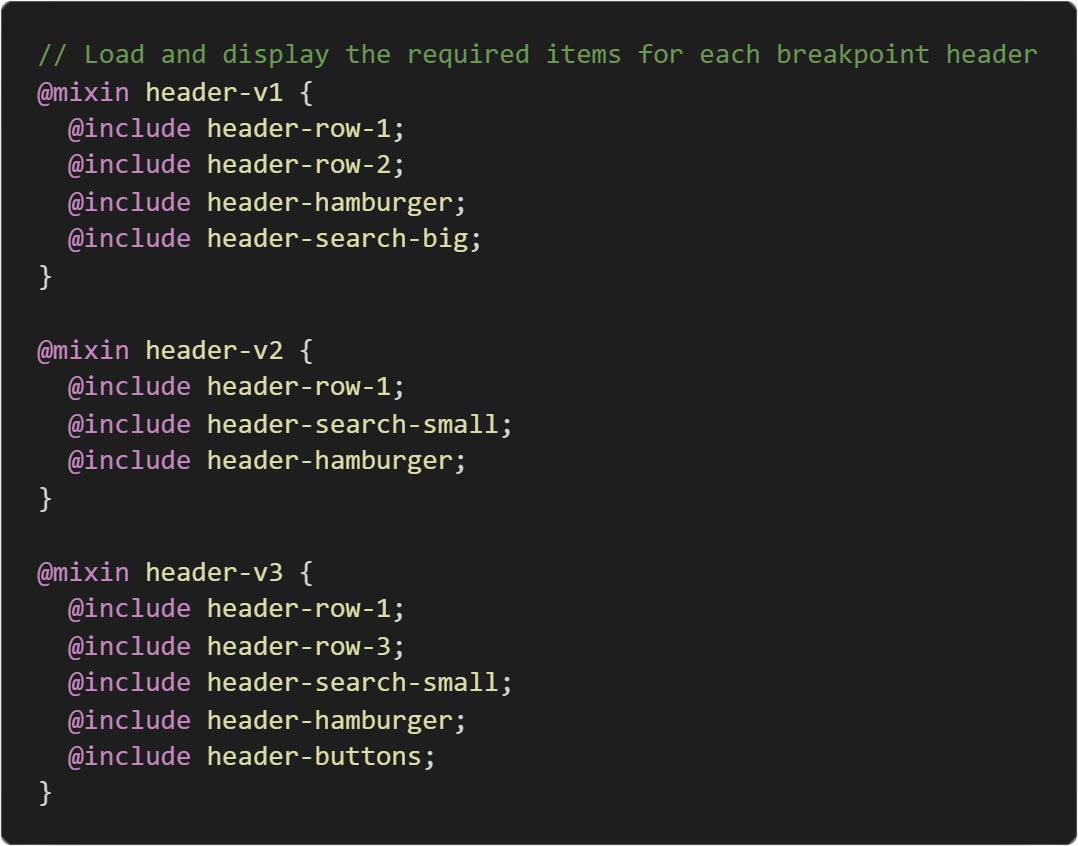 // Load and display the required items for each breakpoint header
@mixin header-v1 {
  @include header-row-1;
  @include header-row-2;
  @include header-hamburger;
  @include header-search-big;
}

@mixin header-v2 {
  @include header-row-1;
  @include header-search-small;
  @include header-hamburger;
}

@mixin header-v3 {
  @include header-row-1;
  @include header-row-3;
  @include header-search-small;
  @include header-hamburger;
  @include header-buttons;
}